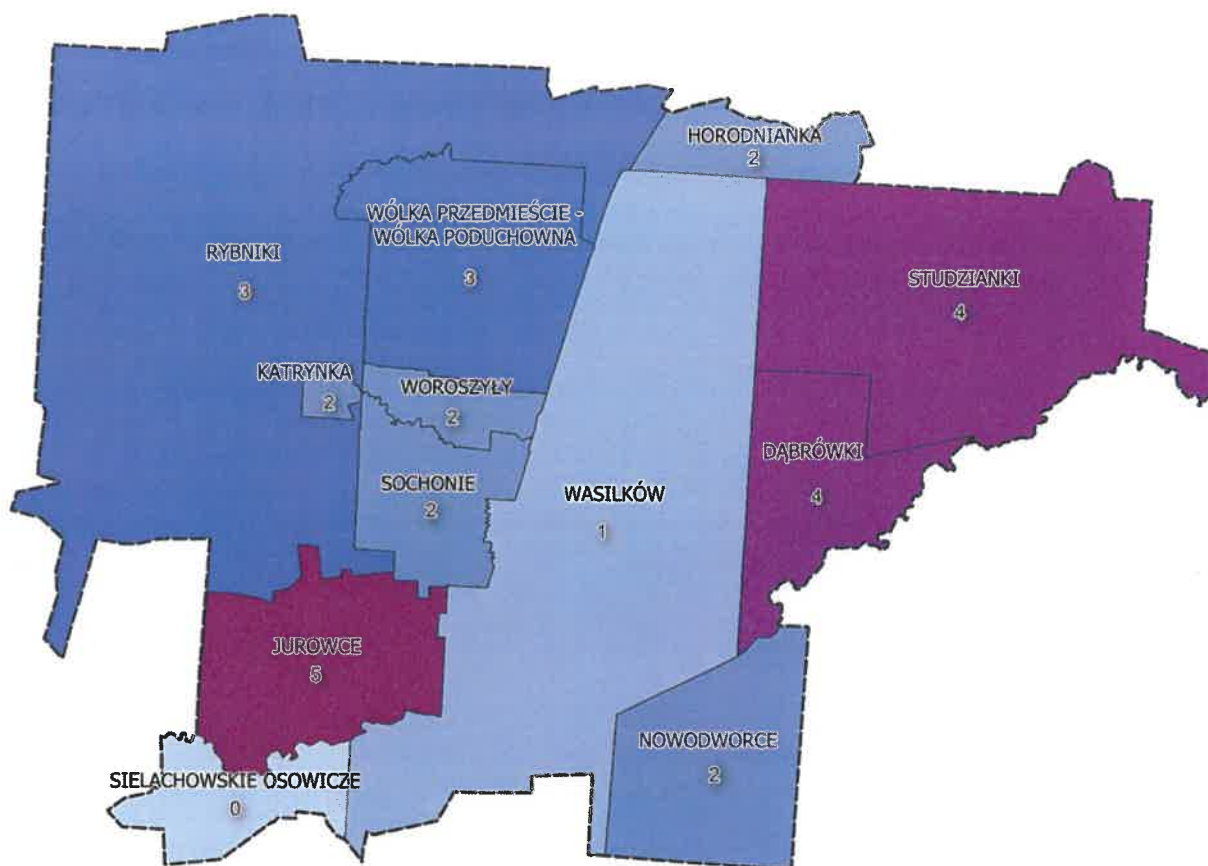 HORODNIANKA
2
WÓLKA PRZEDMIEŚCIE -
WÓLKA PODUCHOWNA
3
RYBNIKI
3
STUDZIANKI
4
KATRYNKA
2
WOROSZYŁY
2
DĄBRÓWKI
4
SOCHONIE
2
WASILKÓW
1
JUROWCE
5
NOWODWORCE
2
SIELACHOWSKIE OSOWICZE
0